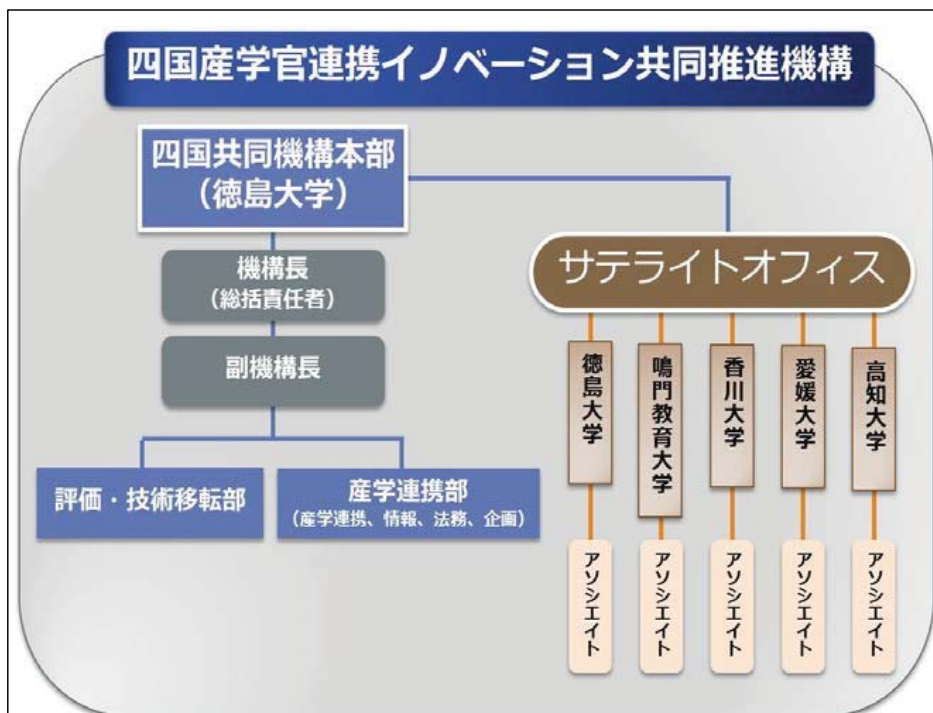 四国産学官連携イノベーション共同推進機構
四国共同機構本部
（徳島大学）
機構長
（総括責任者）
副機構長
評価・技術移転部
産学連携部
（産学連携、情報、法務、企画）
サテライトオフィス
徳島大学
鳴門教育大学
香川大学
愛媛大学
高知大学
アソシエイト
アソシエイト
アソシエイト
アソシエイト
アソシエイト